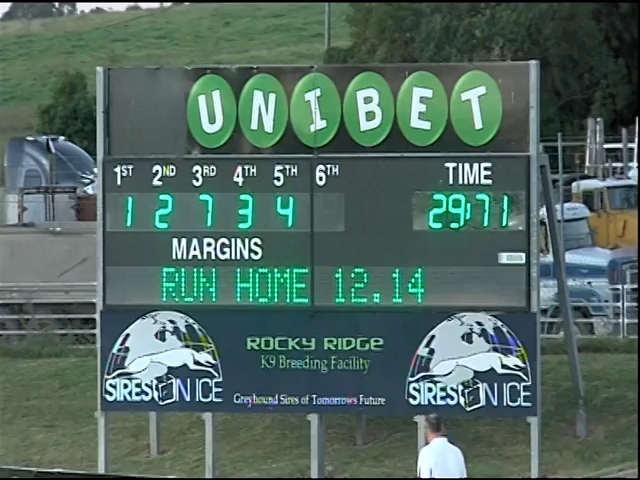 UNIBET
1ST 2ND 3RD 4TH 5TH 6TH TIME
1 2 7 3 4 29:71
MARGINS
RUN HOME 12.14
ROCKY RIDGE
K9 Breeding Facility
SIRES ON ICE
Greyhound Sires of Tomorrows Future
SIRES ON ICE